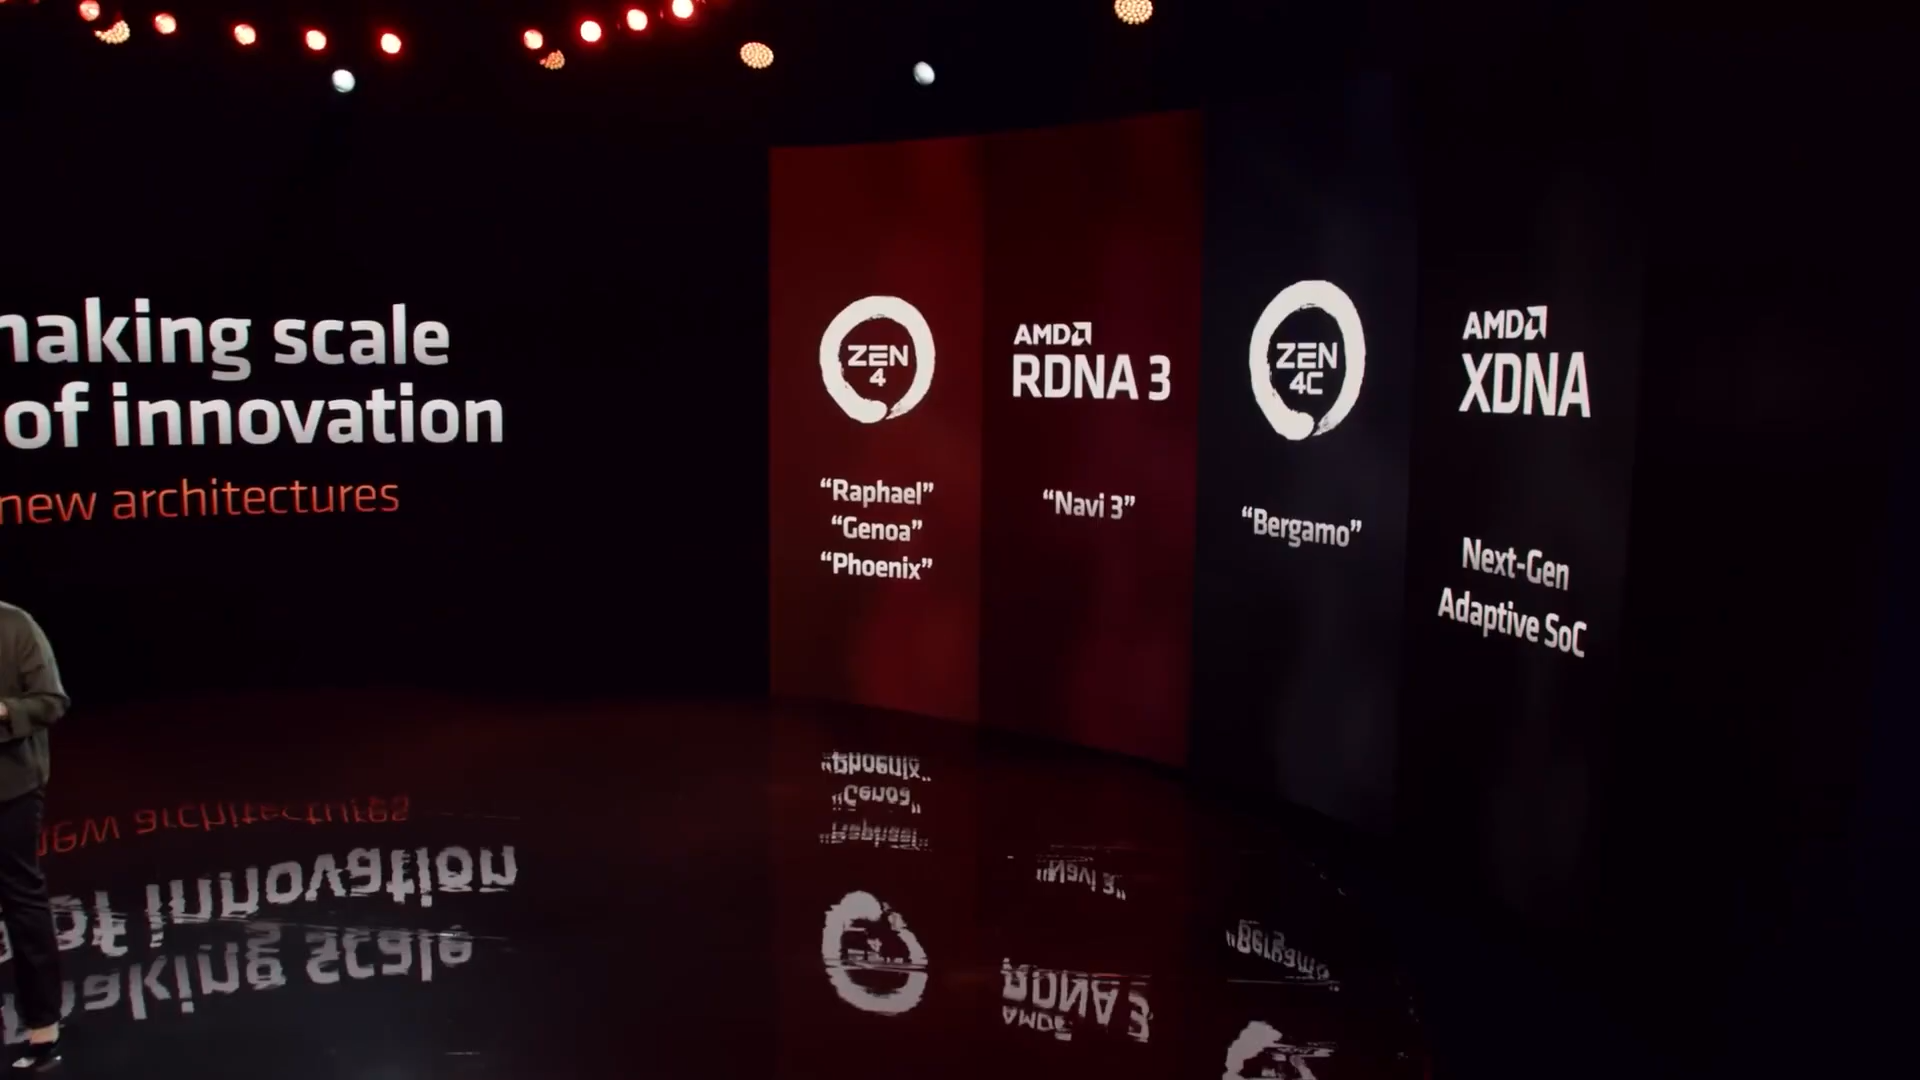 naking scale
of innovation
new architectures
ZEN
4
“Raphael”
“Genoa”
“Phoenix”
AMD
RDNA 3
“Navi 3”
ZEN
4C
“Bergamo”
AMD
XDNA
Next-Gen
Adaptive SoC